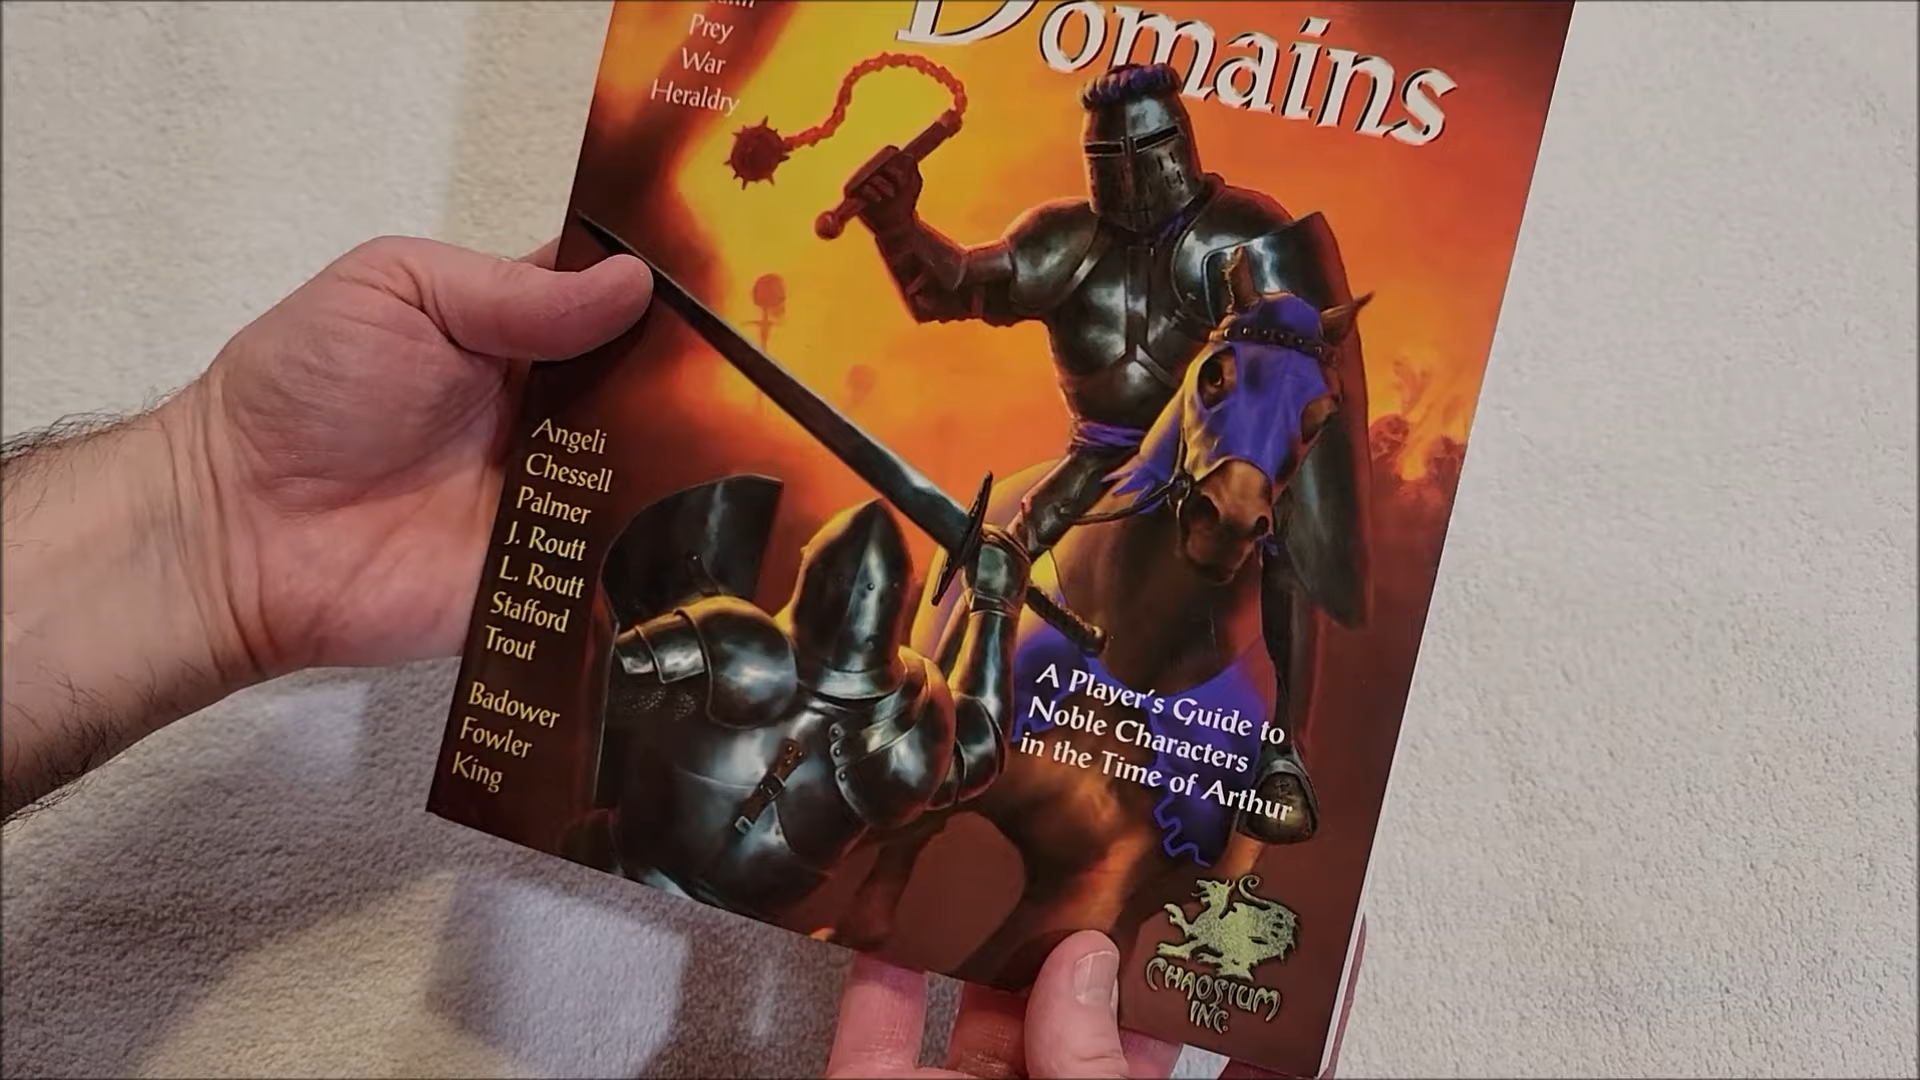 Domains
Prey
War
Heraldry
Angeli
Chessell
Palmer
J. Routt
L. Routt
Stafford
Trout
Badower
Fowler
King
A Player's Guide to
Noble Characters
in the Time of Arthur
CHAOSIUM
INC.